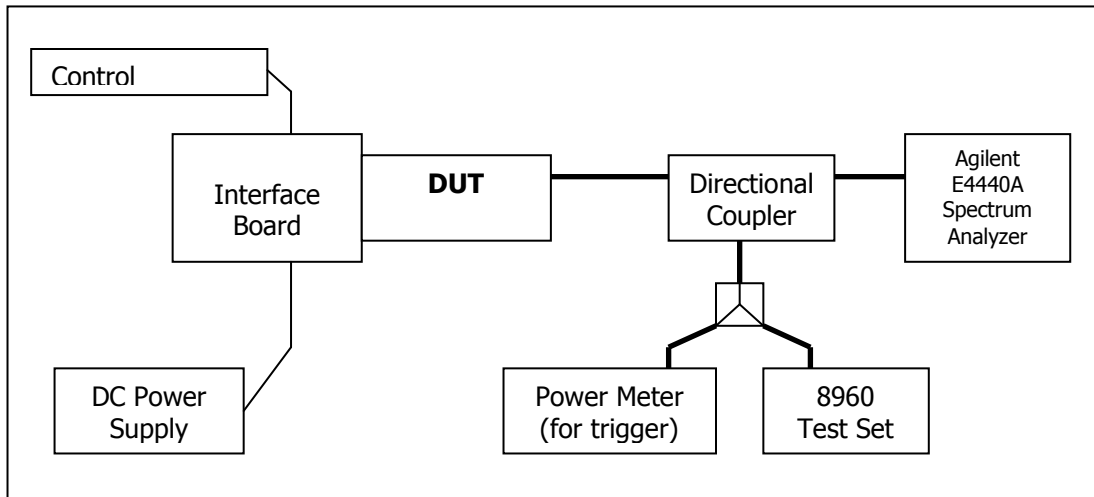 Control
Interface
Board
DUT
Directional
Coupler
Agilent
E4440A
Spectrum
Analyzer
DC Power
Supply
Power Meter
(for trigger)
8960
Test Set